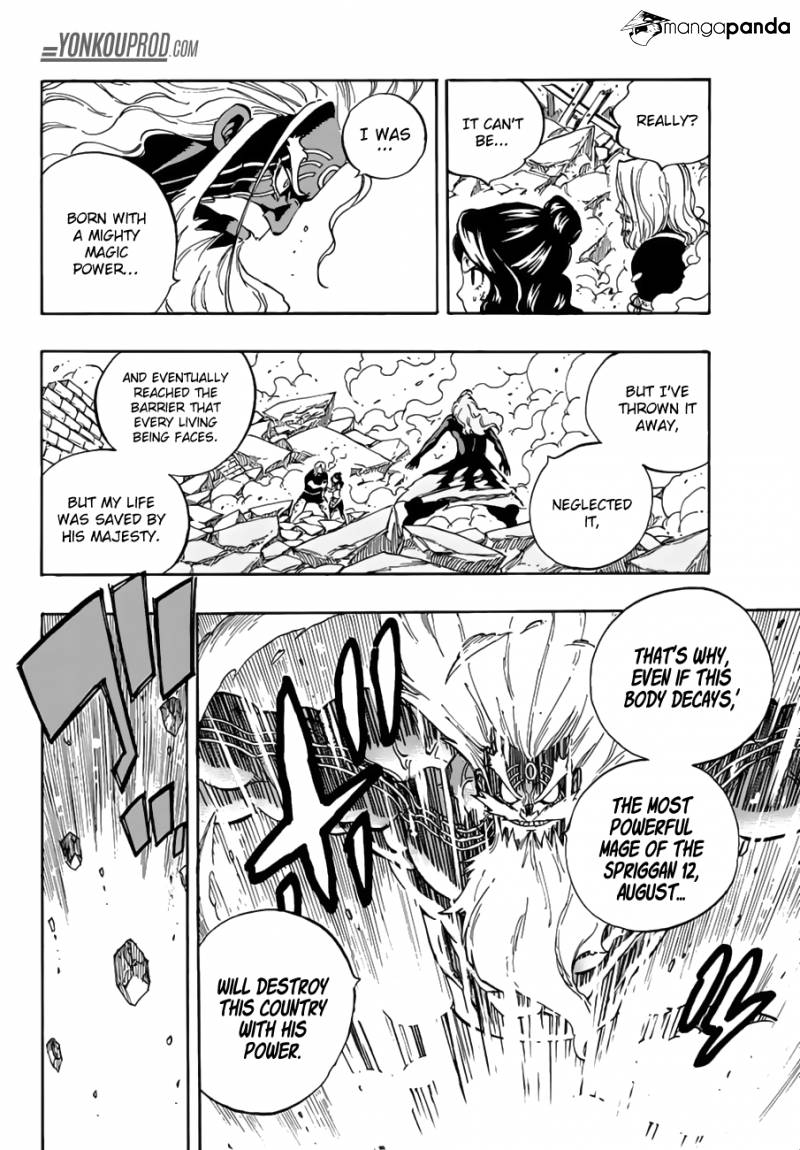 =YONKOUPROD.COM
mangapanda
REALLY?
IT CAN'T
BE...
I WAS
...
BORN WITH
A MIGHTY
MAGIC
POWER...
BUT I'VE
THROWN IT
AWAY,
NEGLECTED
IT,
AND EVENTUALLY
REACHED THE
BARRIER THAT
EVERY LIVING
BEING FACES.
BUT MY LIFE
WAS SAVED BY
HIS MAJESTY.
THAT'S WHY,
EVEN IF THIS
BODY DECAYS,'
THE MOST
POWERFUL
MAGE OF THE
SPRIGGAN 12,
AUGUST...
WILL DESTROY
THIS COUNTRY
WITH HIS
POWER.